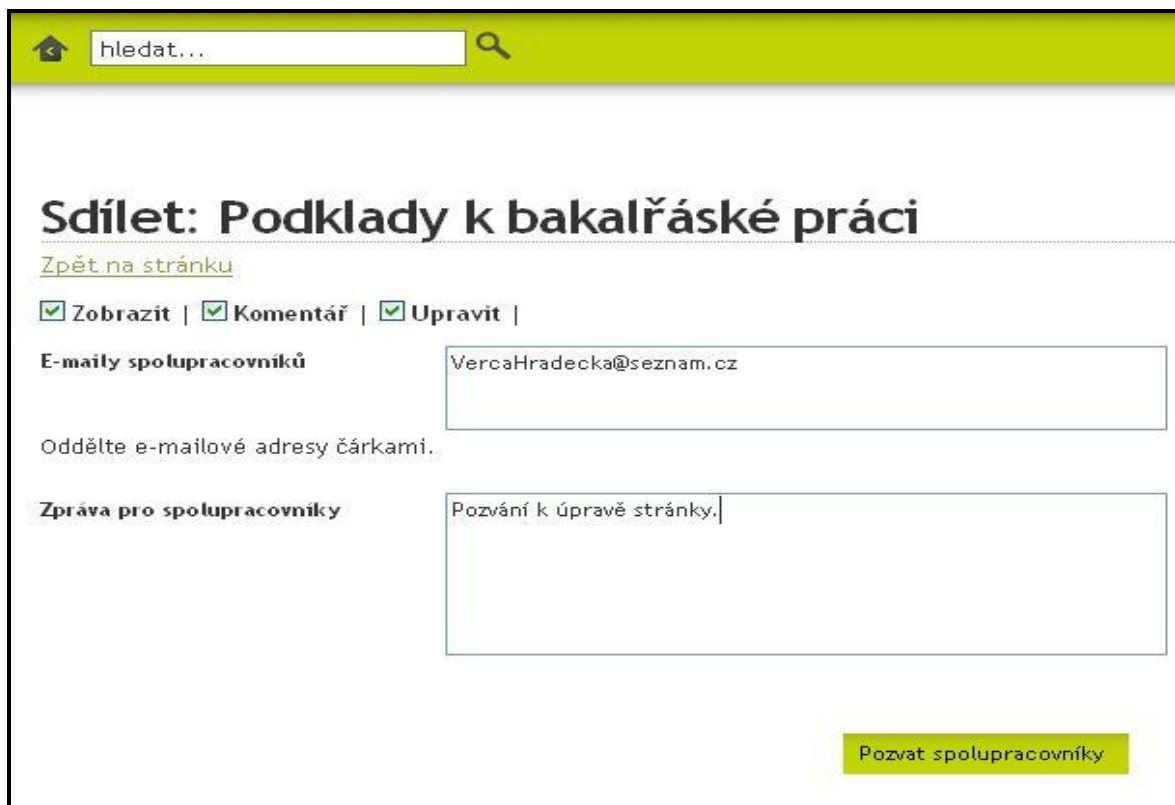 hledat...
Sdílet: Podklady k bakalřáské práci
Zpět na stránku
Zobrazit | Komentář | Upravit |
E-maily spolupracovníků
VercaHradecka@seznam.cz
Oddělte e-mailové adresy čárkami.
Zpráva pro spolupracovníky
Pozvání k úpravě stránky.
Pozvat spolupracovníky